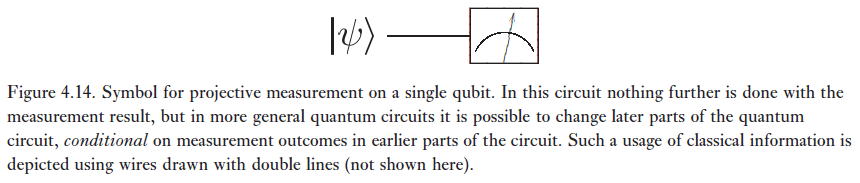 |ψ⟩
Figure 4.14. Symbol for projective measurement on a single qubit. In this circuit nothing further is done with the
measurement result, but in more general quantum circuits it is possible to change later parts of the quantum
circuit, conditional on measurement outcomes in earlier parts of the circuit. Such a usage of classical information is
depicted using wires drawn with double lines (not shown here).